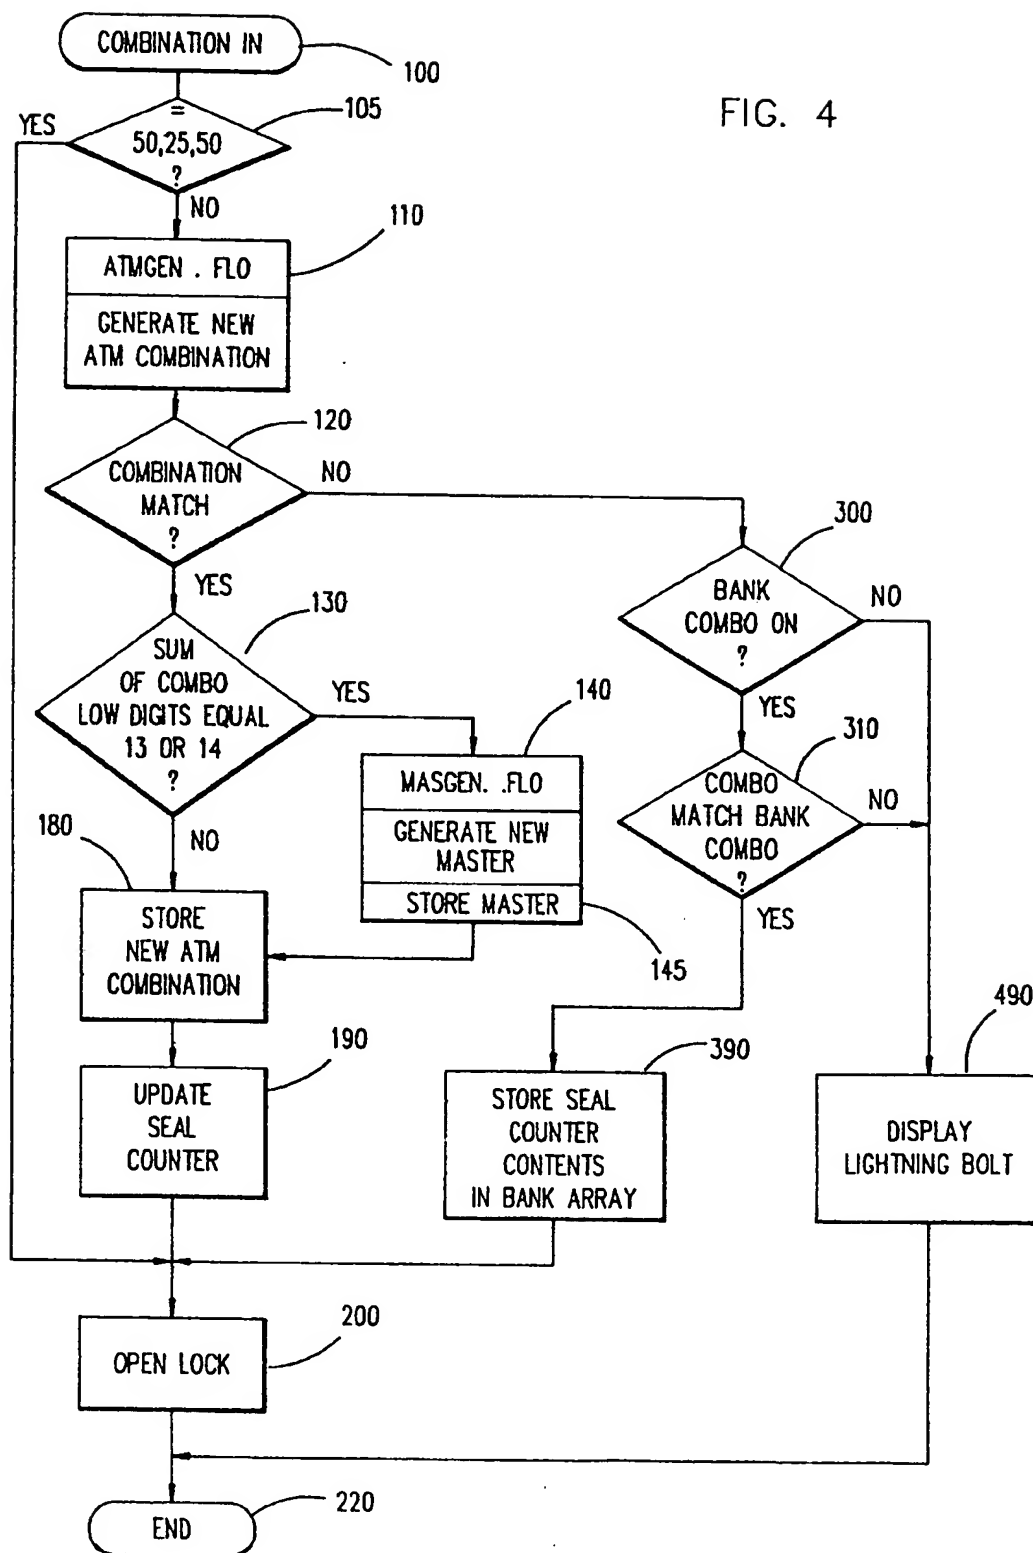 COMBINATION IN
100
FIG. 4
=
50,25,50
?
105
YES
NO
110
ATMGEN . FLO
GENERATE NEW
ATM COMBINATION
120
COMBINATION
MATCH
?
NO
YES
300
BANK
COMBO ON
?
NO
YES
130
SUM
OF COMBO
LOW DIGITS EQUAL
13 OR 14
?
YES
NO
140
MASGEN. .FLO
GENERATE NEW
MASTER
STORE MASTER
145
310
COMBO
MATCH BANK
COMBO
?
NO
YES
180
STORE
NEW ATM
COMBINATION
190
UPDATE
SEAL
COUNTER
390
STORE SEAL
COUNTER
CONTENTS
IN BANK ARRAY
490
DISPLAY
LIGHTNING BOLT
200
OPEN LOCK
220
END